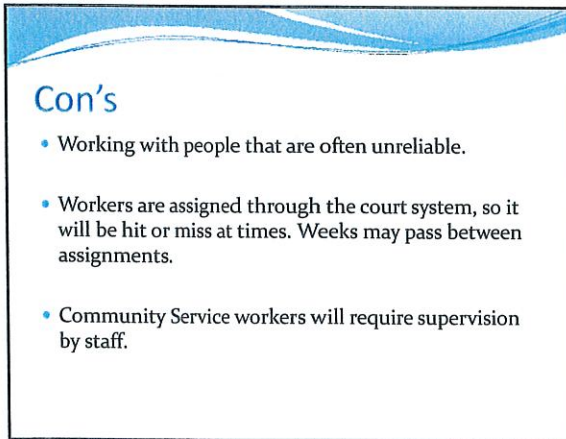 Con's
• Working with people that are often unreliable.
• Workers are assigned through the court system, so it
will be hit or miss at times. Weeks may pass between
assignments.
• Community Service workers will require supervision
by staff.